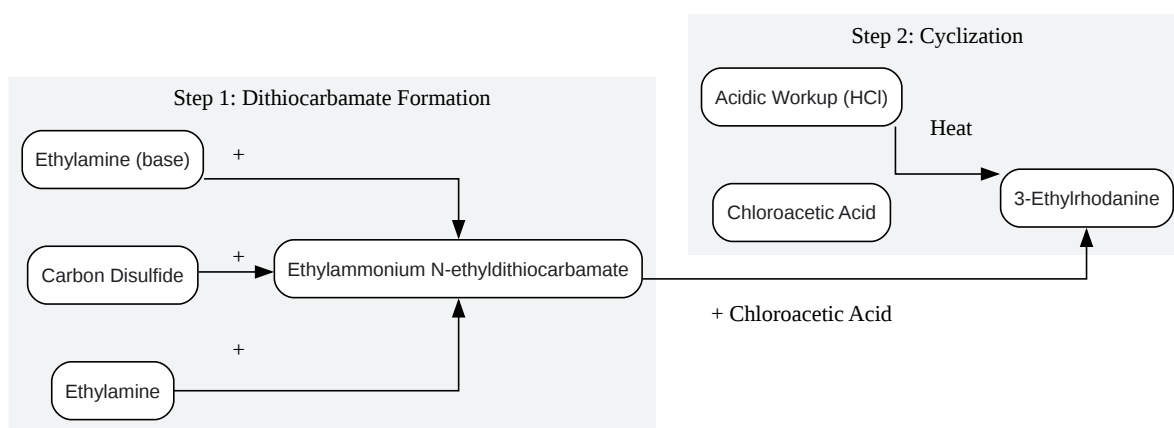 Step 2: Cyclization
Acidic Workup (HCl)
Heat
Chloroacetic Acid
3-Ethylrhodanine
Step 1: Dithiocarbamate Formation
Ethylamine (base)
+
Carbon Disulfide
+
Ethylammonium N-ethyldithiocarbamate
+ Chloroacetic Acid
+
Ethylamine